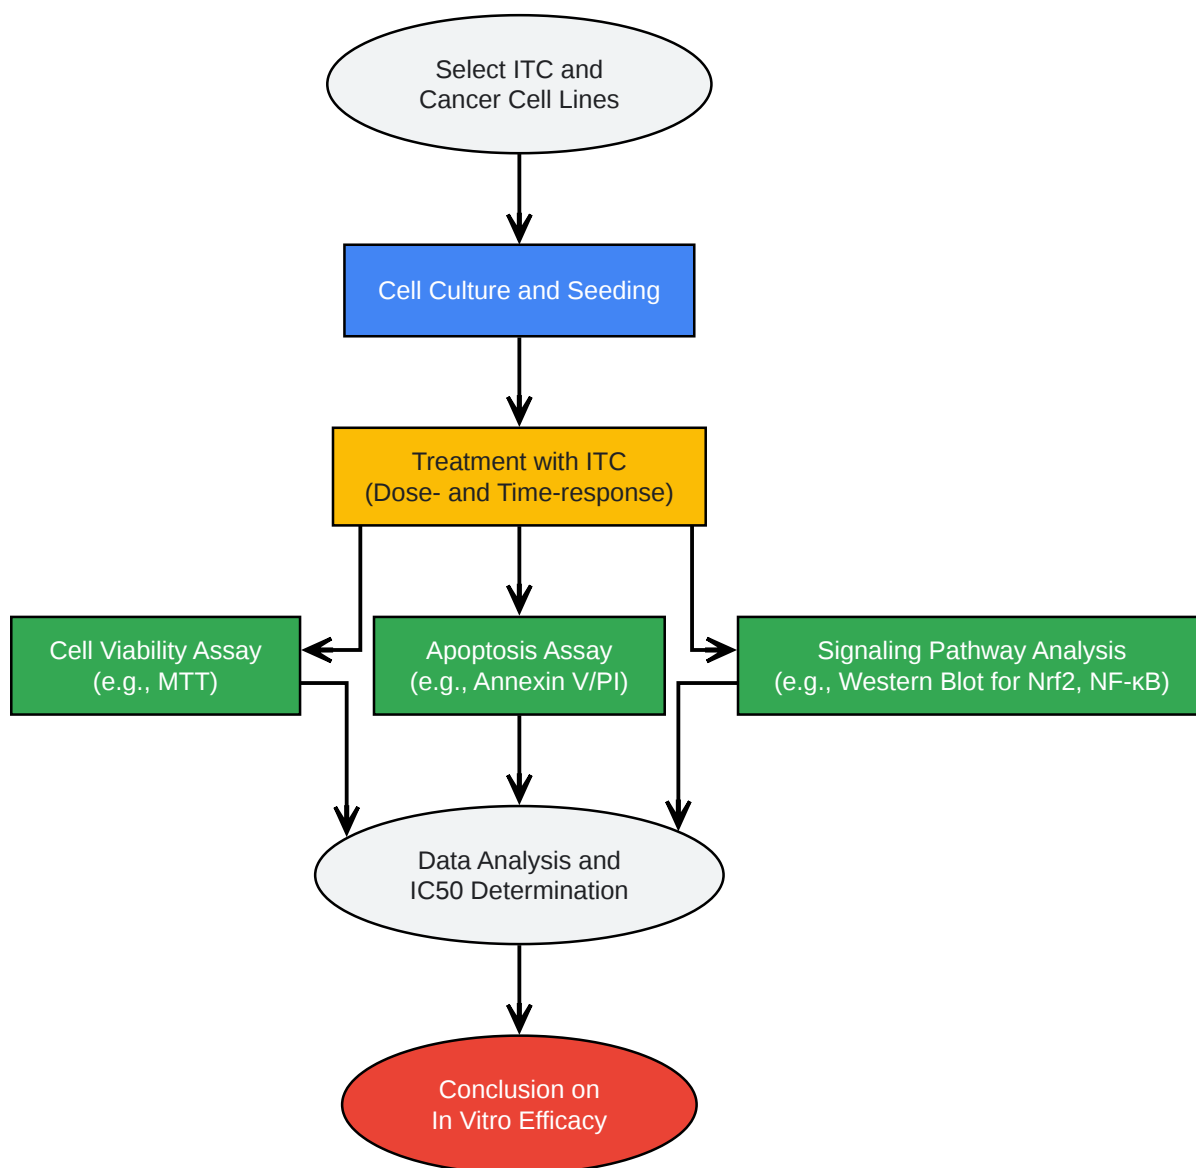 Select ITC and
Cancer Cell Lines
Cell Culture and Seeding
Treatment with ITC
(Dose- and Time-response)
Cell Viability Assay
(e.g., MTT)
Apoptosis Assay
(e.g., Annexin V/PI)
Signaling Pathway Analysis
(e.g., Western Blot for Nrf2, NF-κB)
Data Analysis and
IC50 Determination
Conclusion on
In Vitro Efficacy